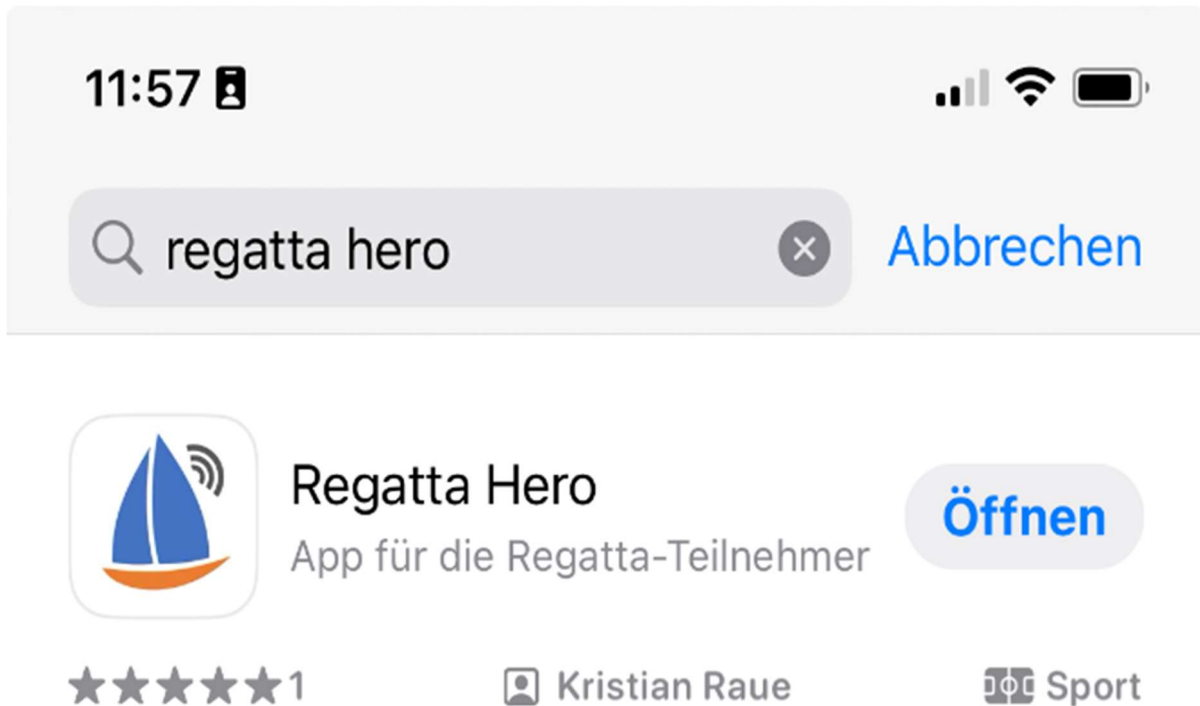 11:57
regatta hero Abbrechen
Regatta Hero
App für die Regatta-Teilnehmer
Öffnen
1 Kristian Raue Sport